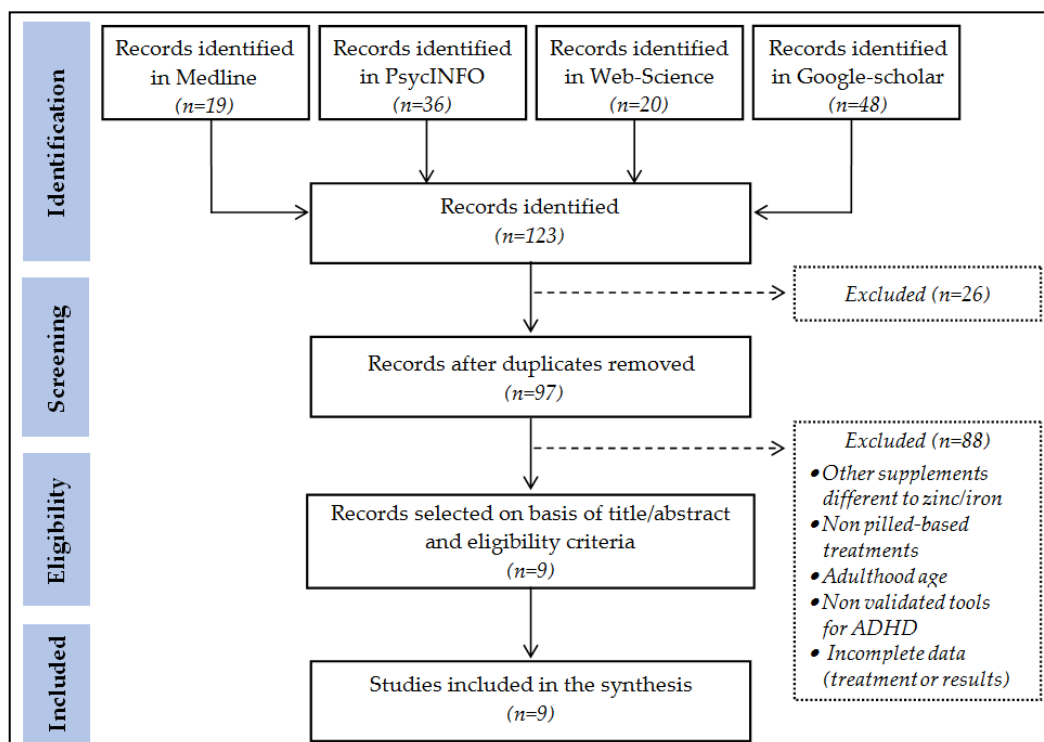 Identification
Records identified
in Medline
(n=19)
Records identified
in PsycINFO
(n=36)
Records identified
in Web-Science
(n=20)
Records identified
in Google-scholar
(n=48)
Records identified
(n=123)
Screening
Excluded (n=26)
Records after duplicates removed
(n=97)
Eligibility
Excluded (n=88)
• Other supplements
different to zinc/iron
• Non pilled-based
treatments
• Adulthood age
• Non validated tools
for ADHD
• Incomplete data
(treatment or results)
Records selected on basis of title/abstract
and eligibility criteria
(n=9)
Included
Studies included in the synthesis
(n=9)